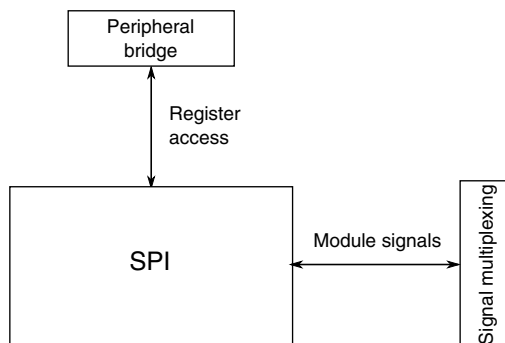 Peripheral
bridge
Register
access
SPI
Module signals
Signal multiplexing